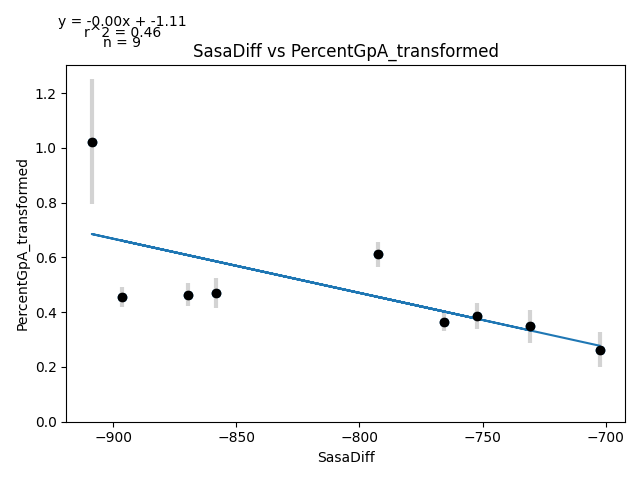 y = -0.00x + -1.11
r^2 = 0.46
n = 9
SasaDiff vs PercentGpA_transformed
PercentGpA_transformed
1.2
1.0
0.8
0.6
0.4
0.2
0.0
−900
−850
−800
−750
−700
SasaDiff